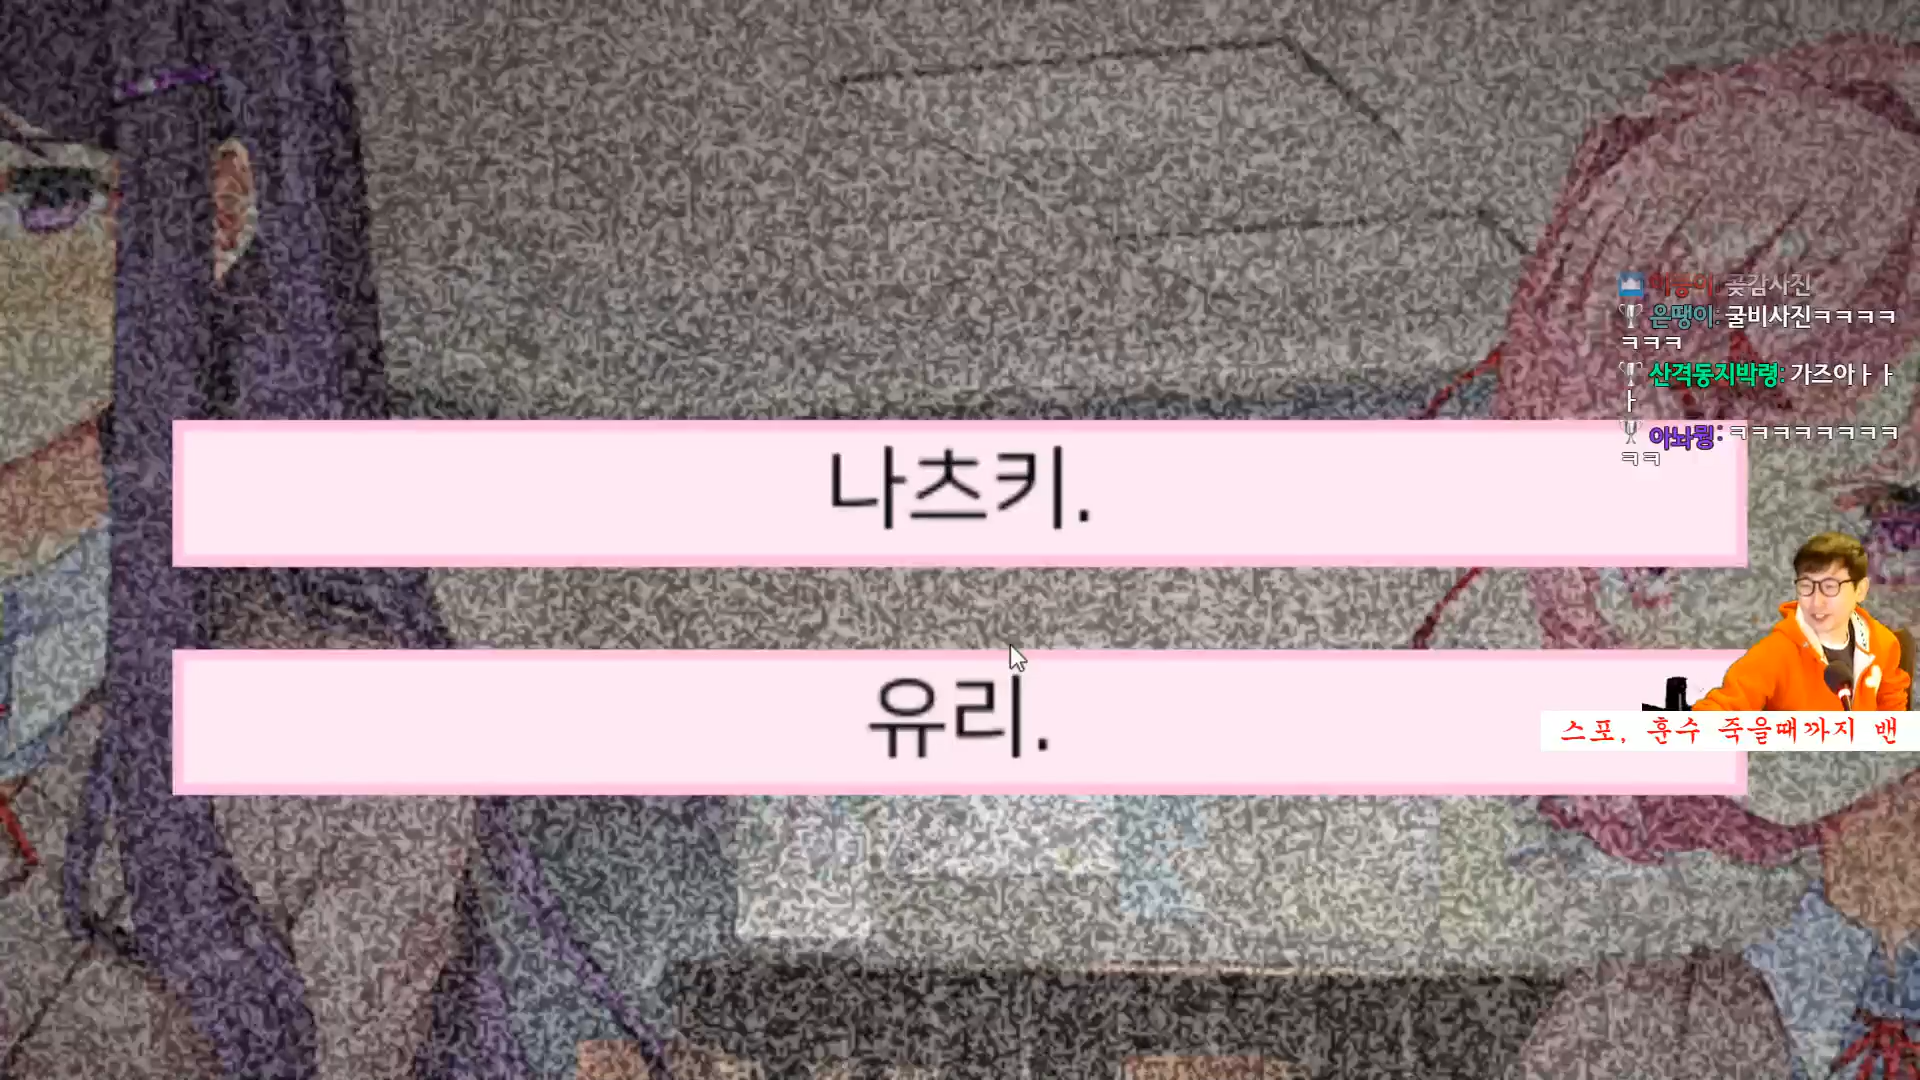 곶감사진
은땡이: 굴비사진ㅋㅋㅋㅋ
ㅋㅋㅋ
산격동지박령: 가즈아ㅏㅏ
ㅏ
아놔뭥: ㅋㅋㅋㅋㅋㅋㅋㅋ
ㅋㅋ
나츠키.
유리.
스포, 훈수 죽을때까지 밴